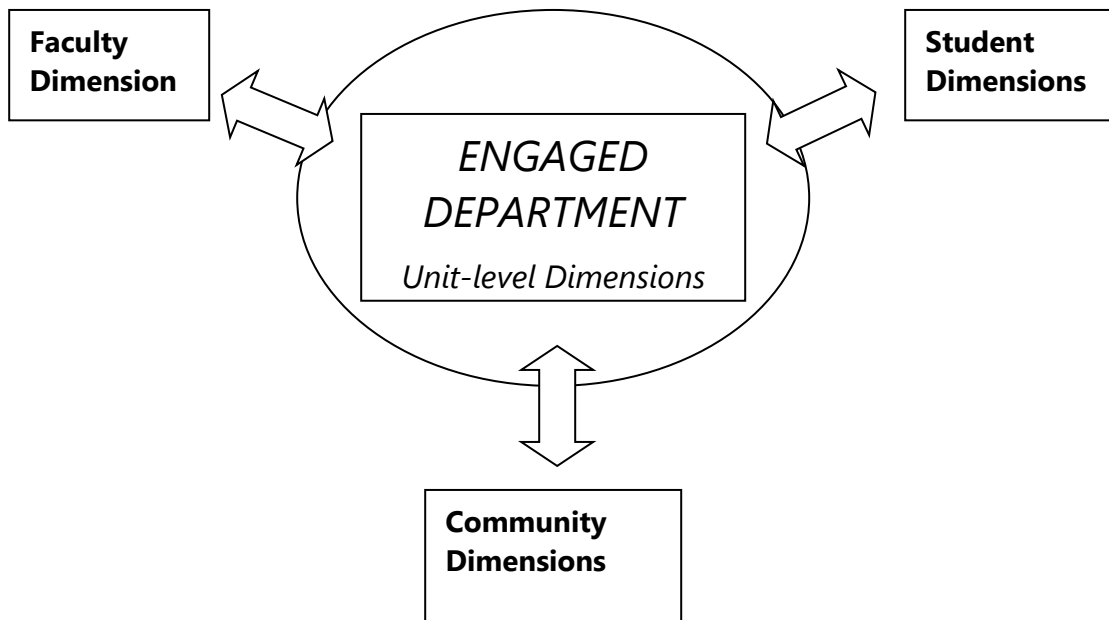 Faculty
Dimension
Student
Dimensions
ENGAGED
DEPARTMENT
Unit-level Dimensions
Community
Dimensions